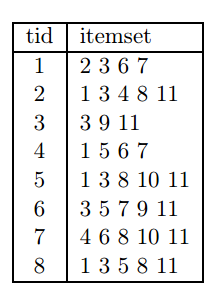 tid itemset
1 2 3 6 7
2 1 3 4 8 11
3 3 9 11
4 1 5 6 7
5 1 3 8 10 11
6 3 5 7 9 11
7 4 6 8 10 11
8 1 3 5 8 11